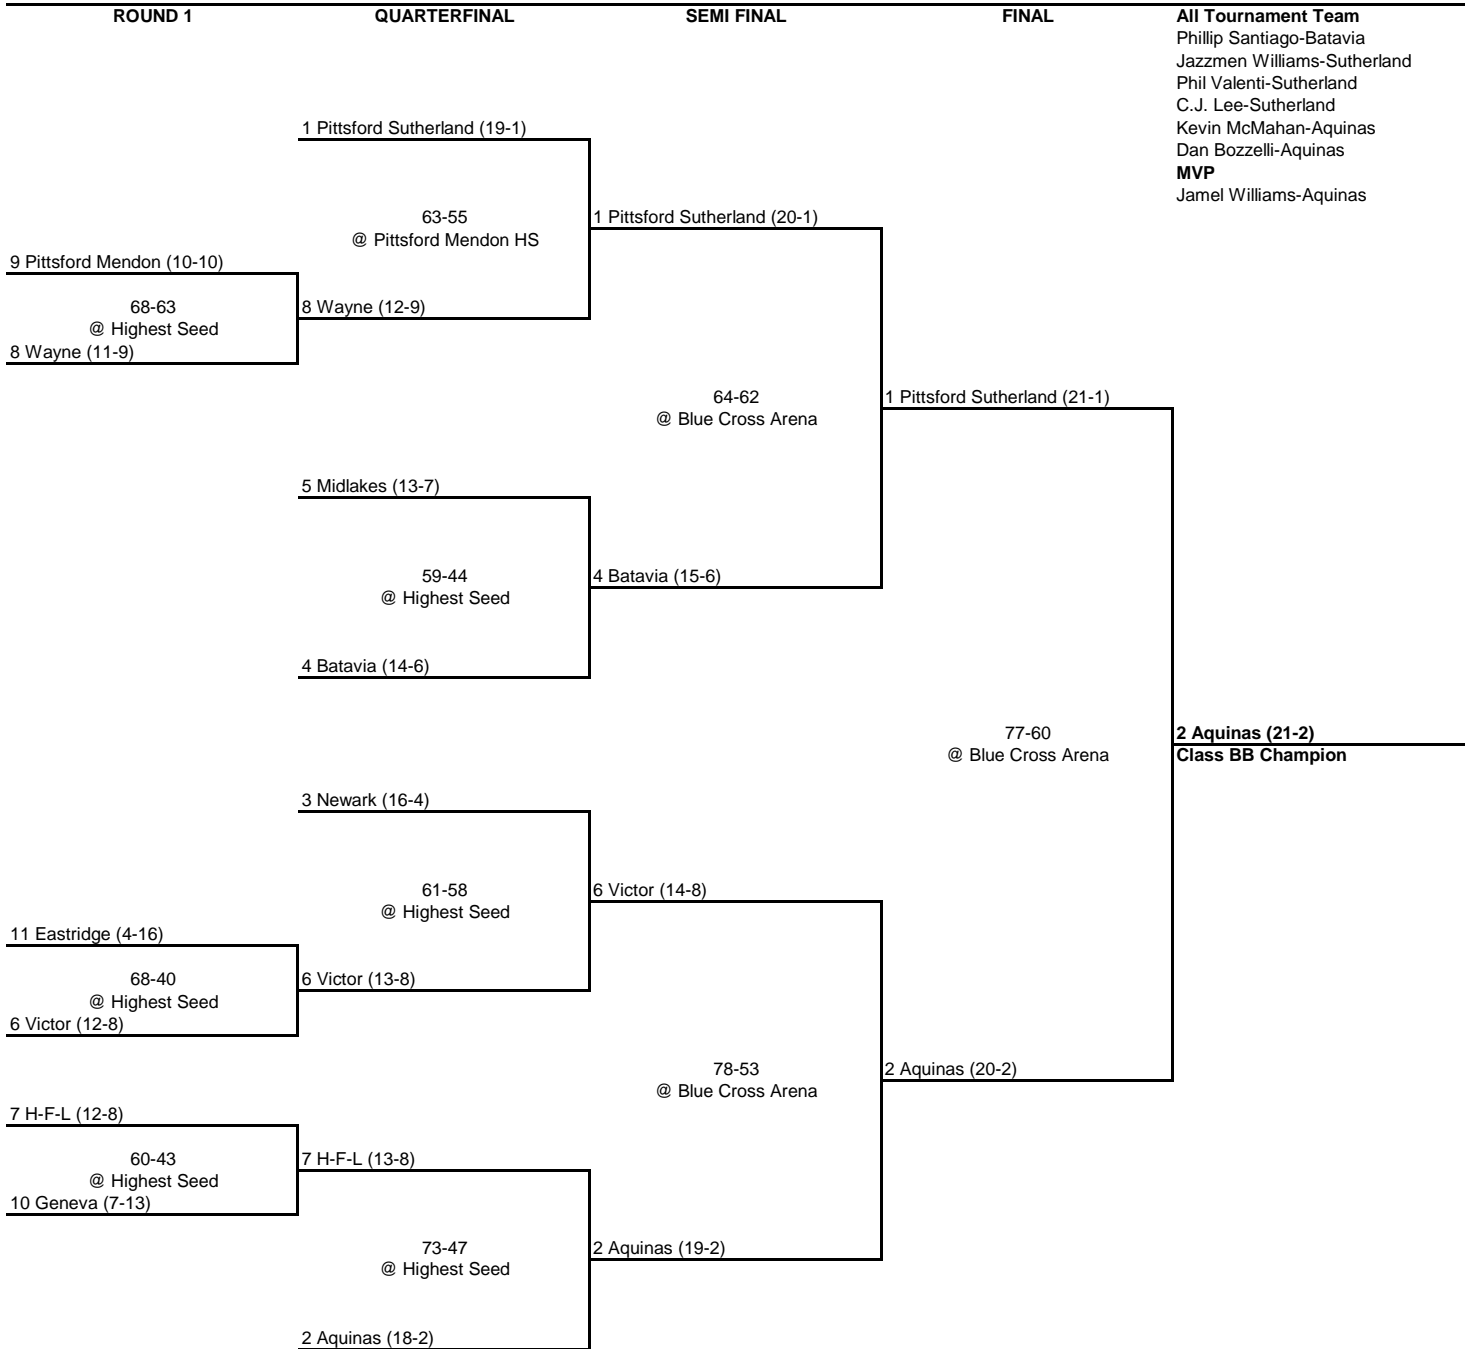 ROUND 1 QUARTERFINAL SEMI FINAL FINAL All Tournament Team
Phillip Santiago-Batavia
Jazzmen Williams-Sutherland
Phil Valenti-Sutherland
C.J. Lee-Sutherland
1 Pittsford Sutherland (19-1) Kevin McMahan-Aquinas
Dan Bozzelli-Aquinas
MVP
Jamel Williams-Aquinas
63-55 1 Pittsford Sutherland (20-1)
@ Pittsford Mendon HS
9 Pittsford Mendon (10-10)
68-63 8 Wayne (12-9)
@ Highest Seed
8 Wayne (11-9)
64-62 1 Pittsford Sutherland (21-1)
@ Blue Cross Arena
5 Midlakes (13-7)
59-44 4 Batavia (15-6)
@ Highest Seed
4 Batavia (14-6)
77-60 2 Aquinas (21-2)
@ Blue Cross Arena Class BB Champion
3 Newark (16-4)
61-58 6 Victor (14-8)
@ Highest Seed
11 Eastridge (4-16)
68-40 6 Victor (13-8)
@ Highest Seed
6 Victor (12-8)
78-53 2 Aquinas (20-2)
@ Blue Cross Arena
7 H-F-L (12-8)
60-43 7 H-F-L (13-8)
@ Highest Seed
10 Geneva (7-13)
73-47 2 Aquinas (19-2)
@ Highest Seed
2 Aquinas (18-2)